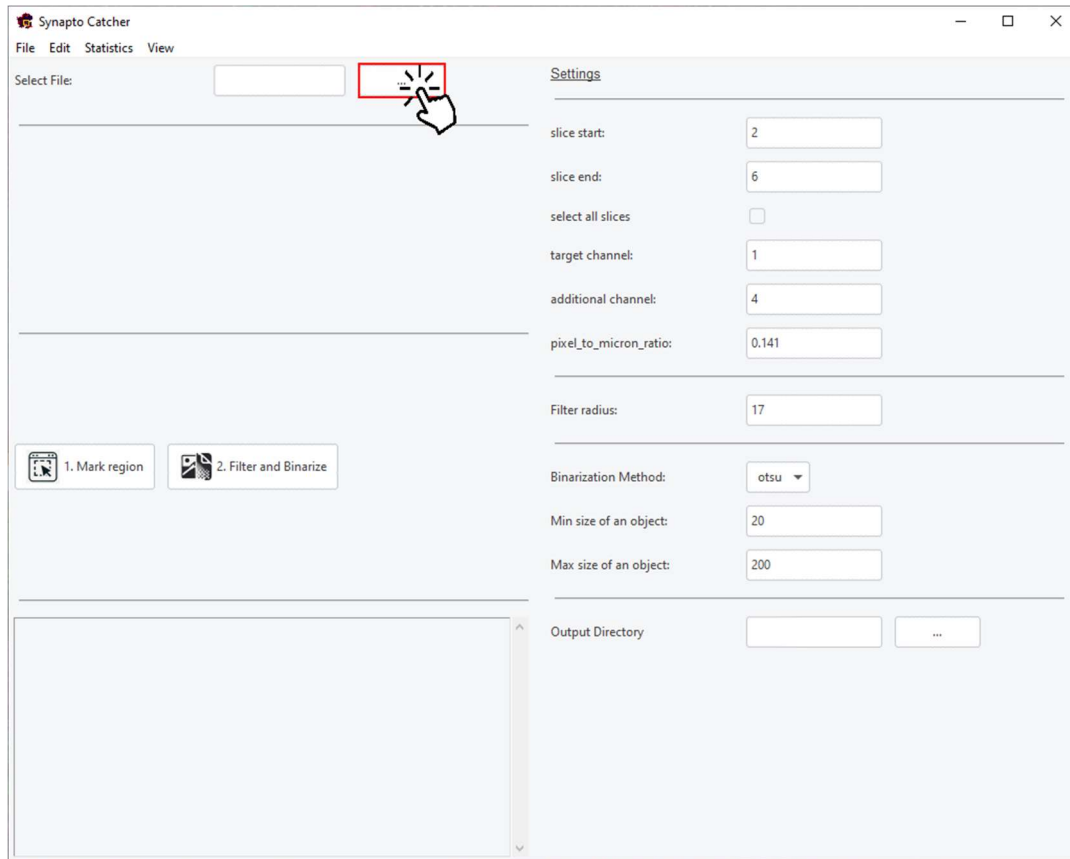 Synapto Catcher
File Edit Statistics View
Select File:
...
Settings
slice start: 2
slice end: 6
select all slices
target channel: 1
additional channel: 4
pixel_to_micron_ratio: 0.141
Filter radius: 17
1. Mark region
2. Filter and Binarize
Binarization Method: otsu
Min size of an object: 20
Max size of an object: 200
Output Directory ...